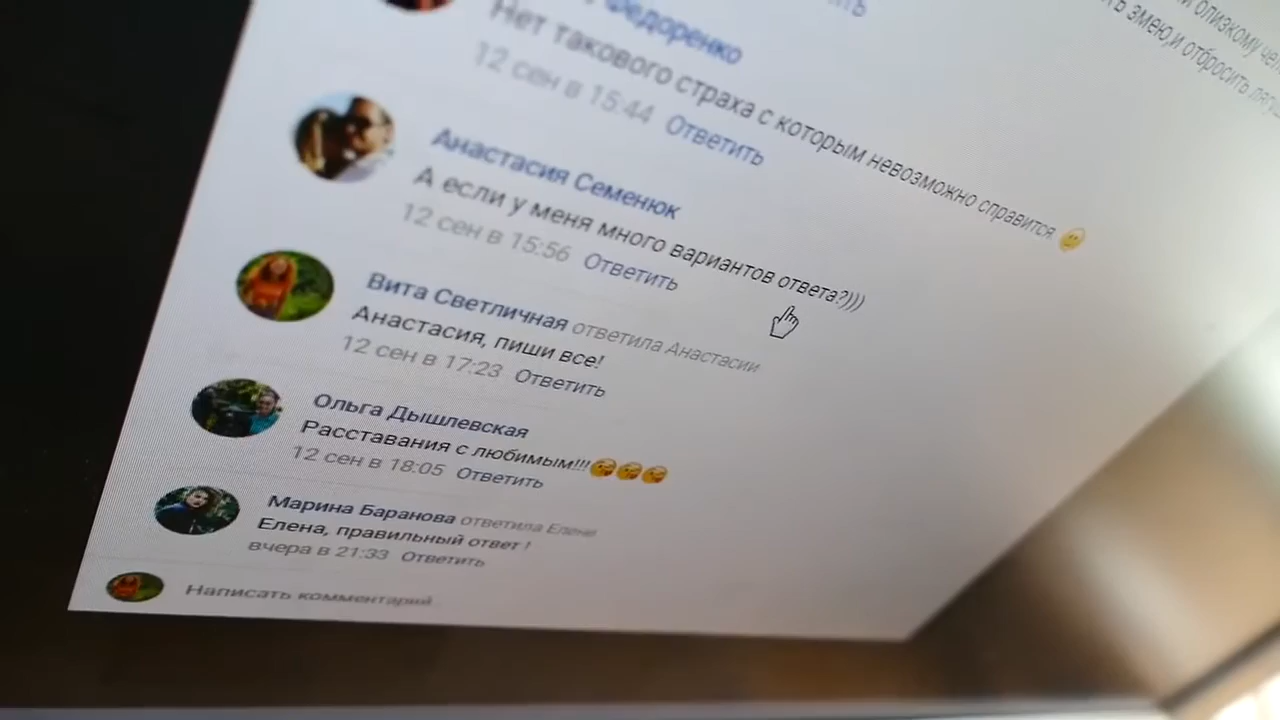 близкому
змею,и отбросить
Федоренко
Нет такового страха с которым невозможно справится
12 сен в 15:44 Ответить
Анастасия Семенюк
А если у меня много вариантов ответа?)))
12 сен в 15:56 Ответить
Вита Светличная ответила Анастасии
Анастасия, пиши все!
12 сен в 17:23 Ответить
Ольга Дышлевская
Расставания с любимым!!!
12 сен в 18:05 Ответить
Марина Баранова ответила Елене
Елена, правильный ответ !
вчера в 21:33 Ответить
Написать комментарий